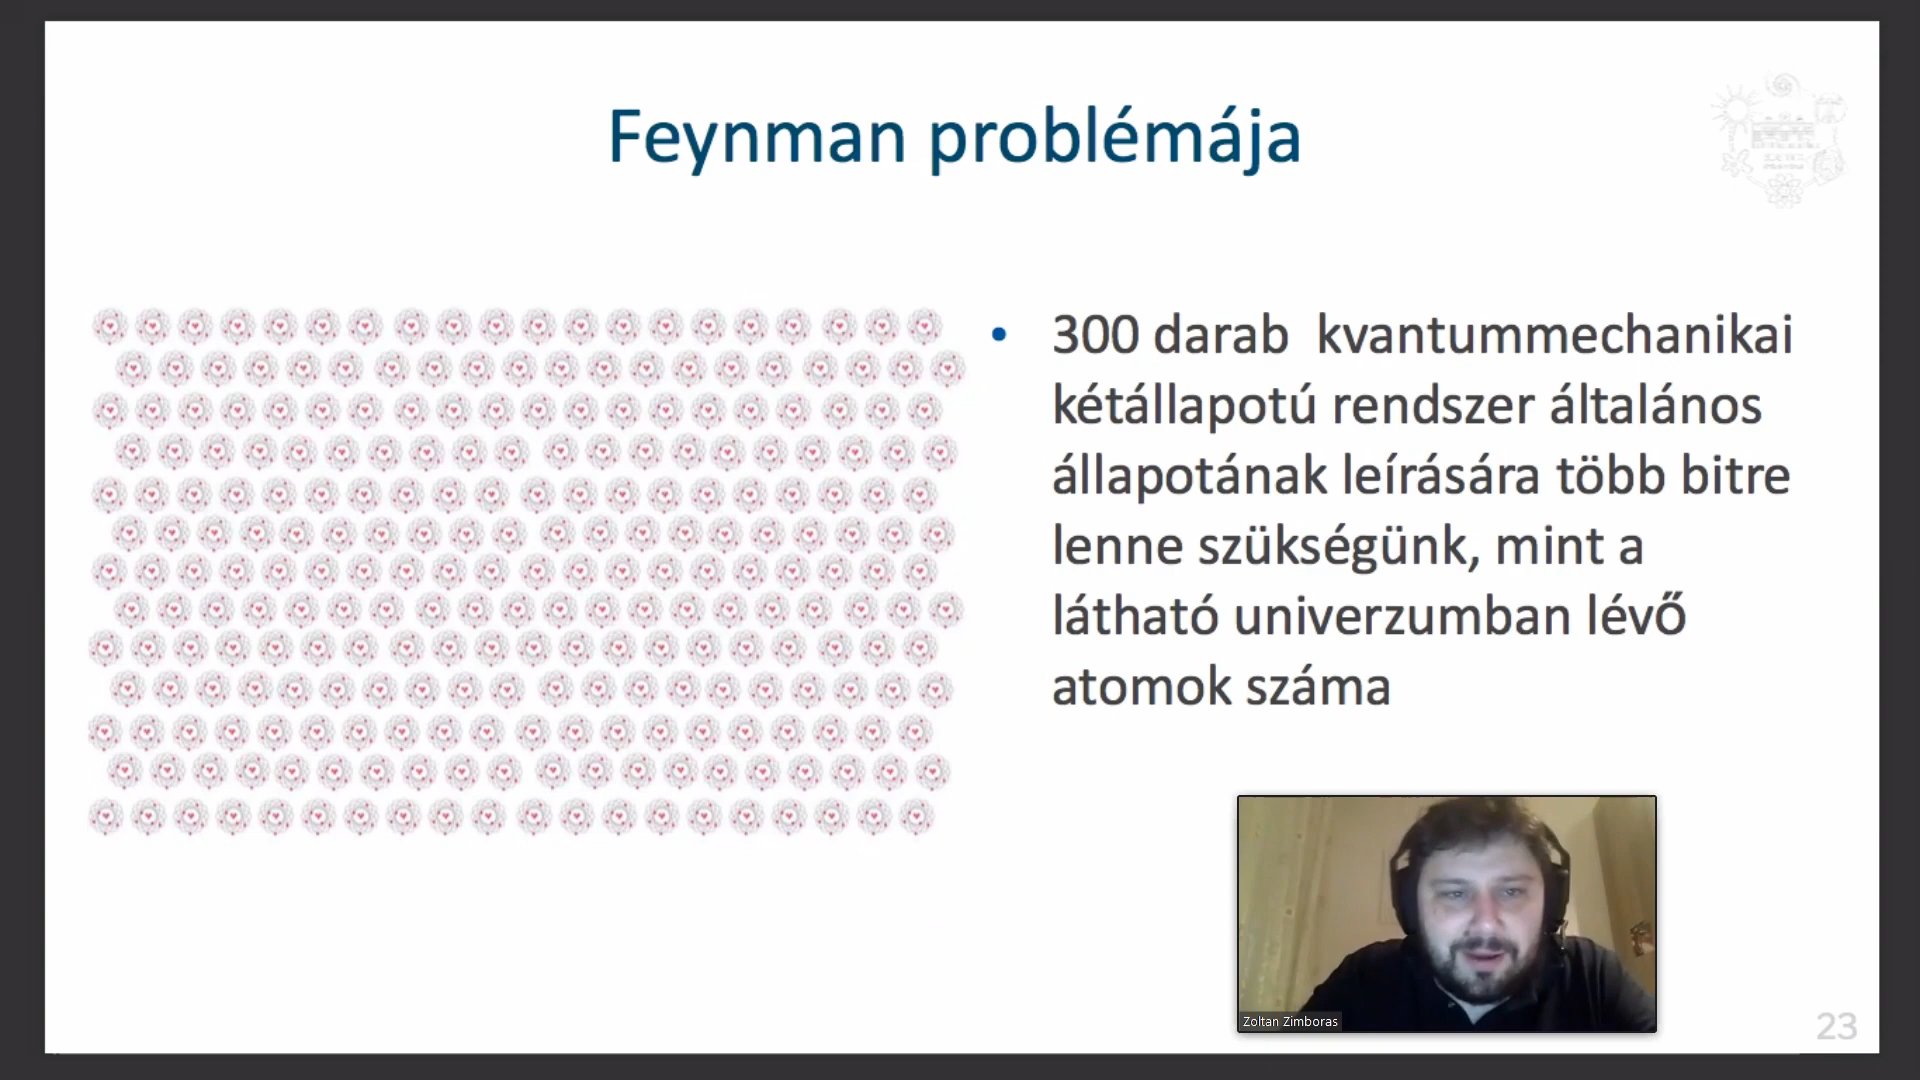 Feynman problémája
• 300 darab  kvantummechanikai
kétállapotú rendszer általános
állapotának leírására több bitre
lenne szükségünk, mint a
látható univerzumban lévő
atomok száma
Zoltan Zimboras
23